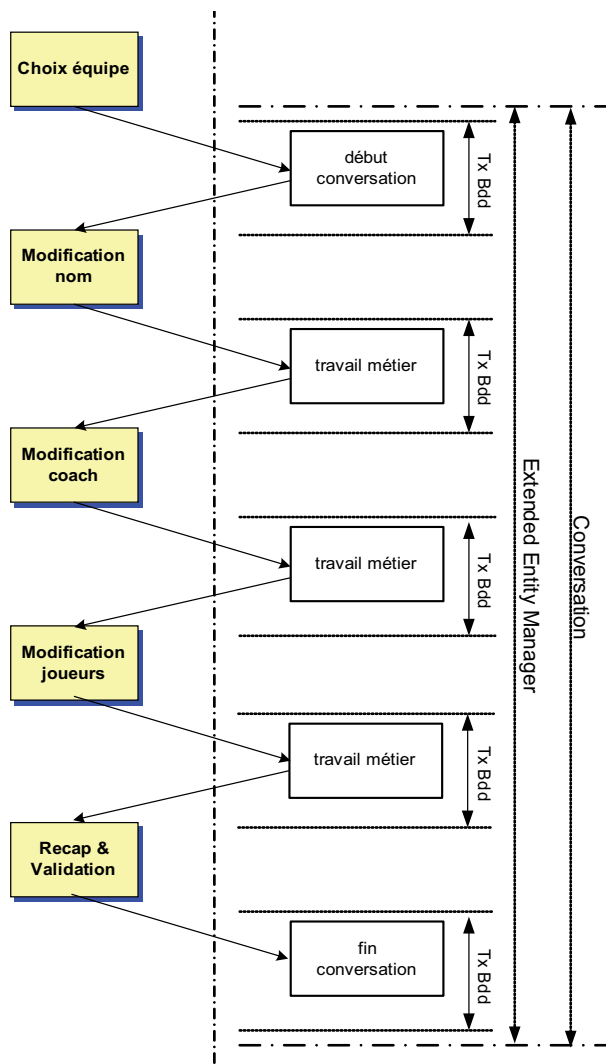 Choix équipe
début
conversation
Tx Bdd
Modification
nom
travail métier
Tx Bdd
Modification
coach
travail métier
Tx Bdd
Extended Entity Manager
Conversation
Modification
joueurs
travail métier
Tx Bdd
Recap &
Validation
fin
conversation
Tx Bdd